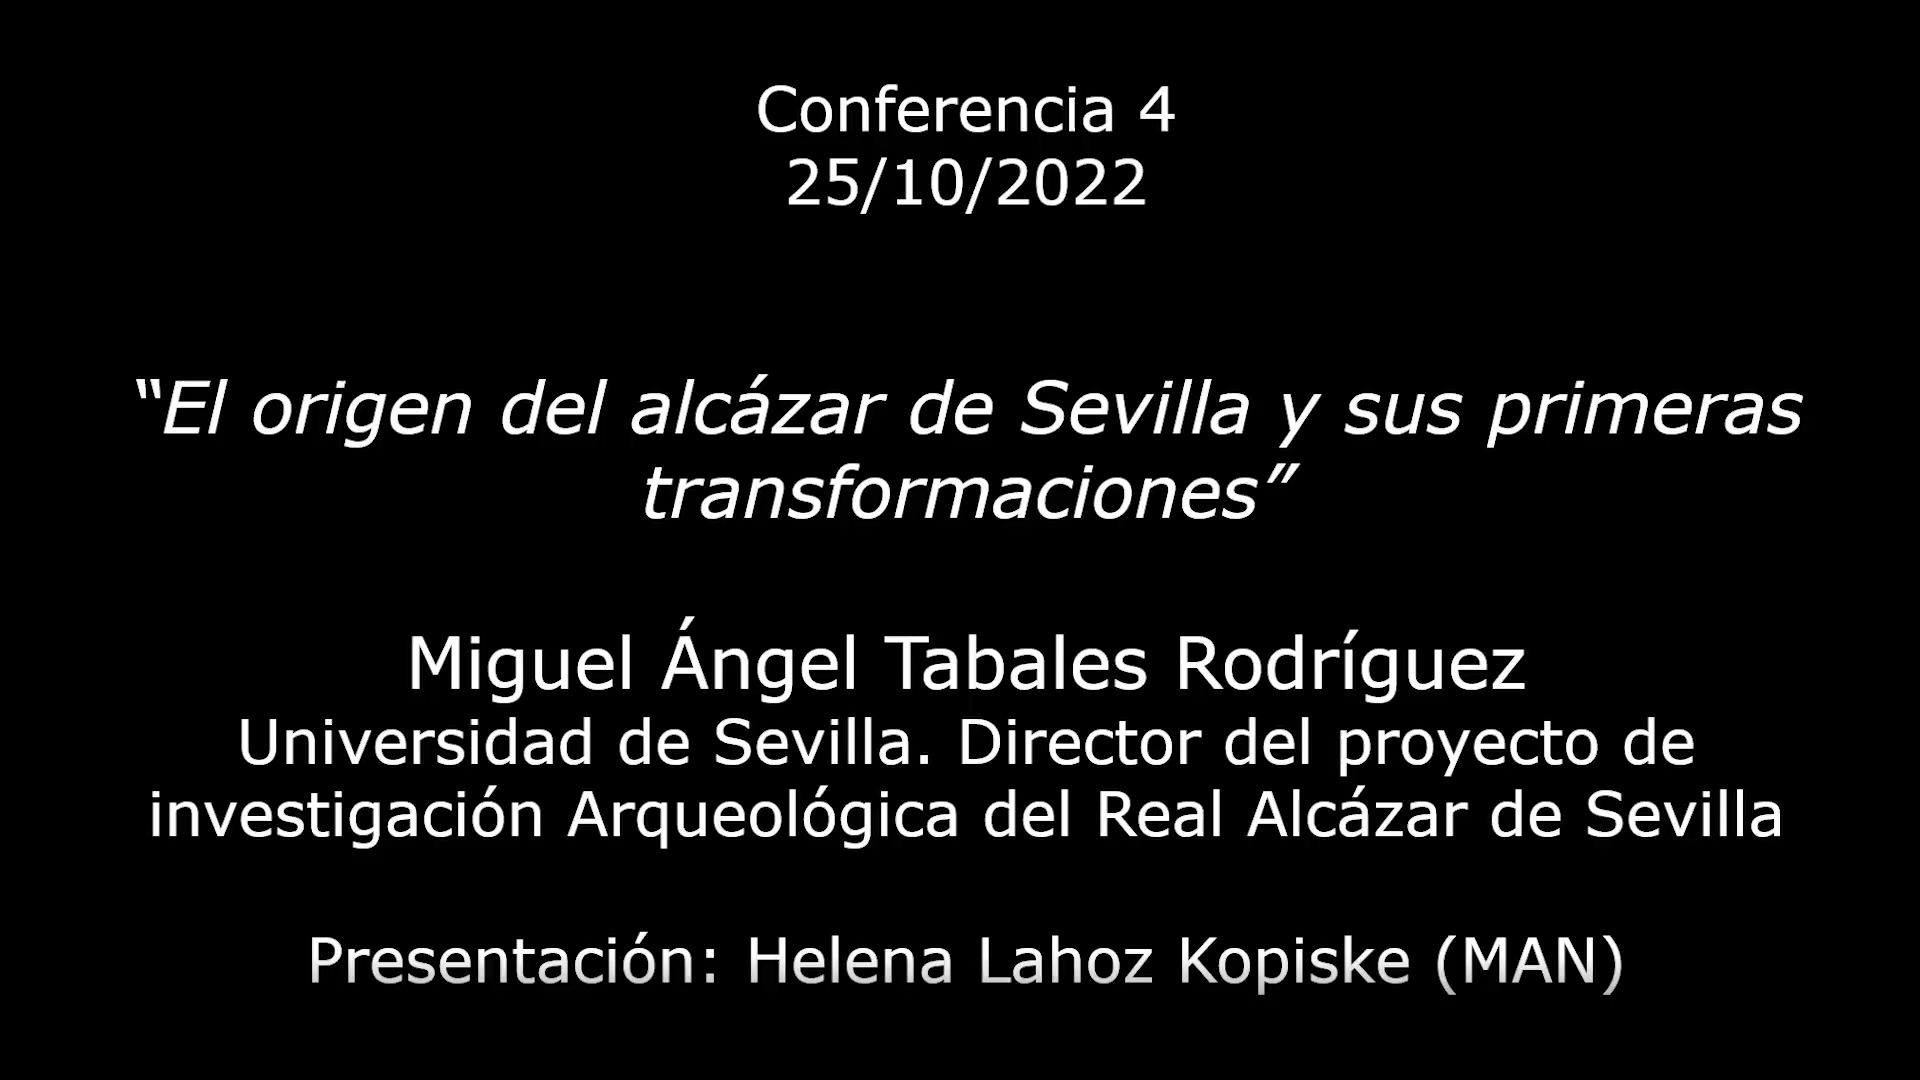 Conferencia 4
25/10/2022
“El origen del alcázar de Sevilla y sus primeras
transformaciones”
Miguel Ángel Tabales Rodríguez
Universidad de Sevilla. Director del proyecto de
investigación Arqueológica del Real Alcázar de Sevilla
Presentación: Helena Lahoz Kopiske (MAN)